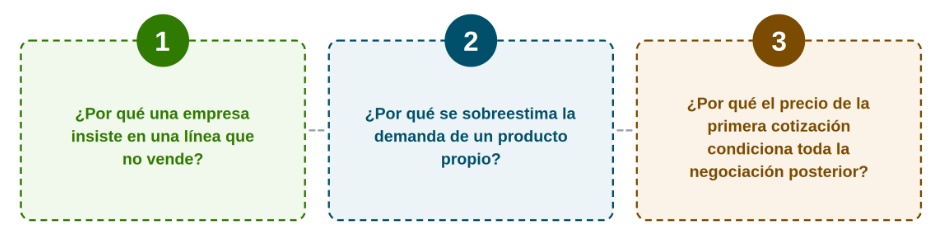 1
¿Por qué una empresa
insiste en una línea que
no vende?
2
¿Por qué se sobreestima la
demanda de un producto
propio?
3
¿Por qué el precio de la
primera cotización
condiciona toda la
negociación posterior?